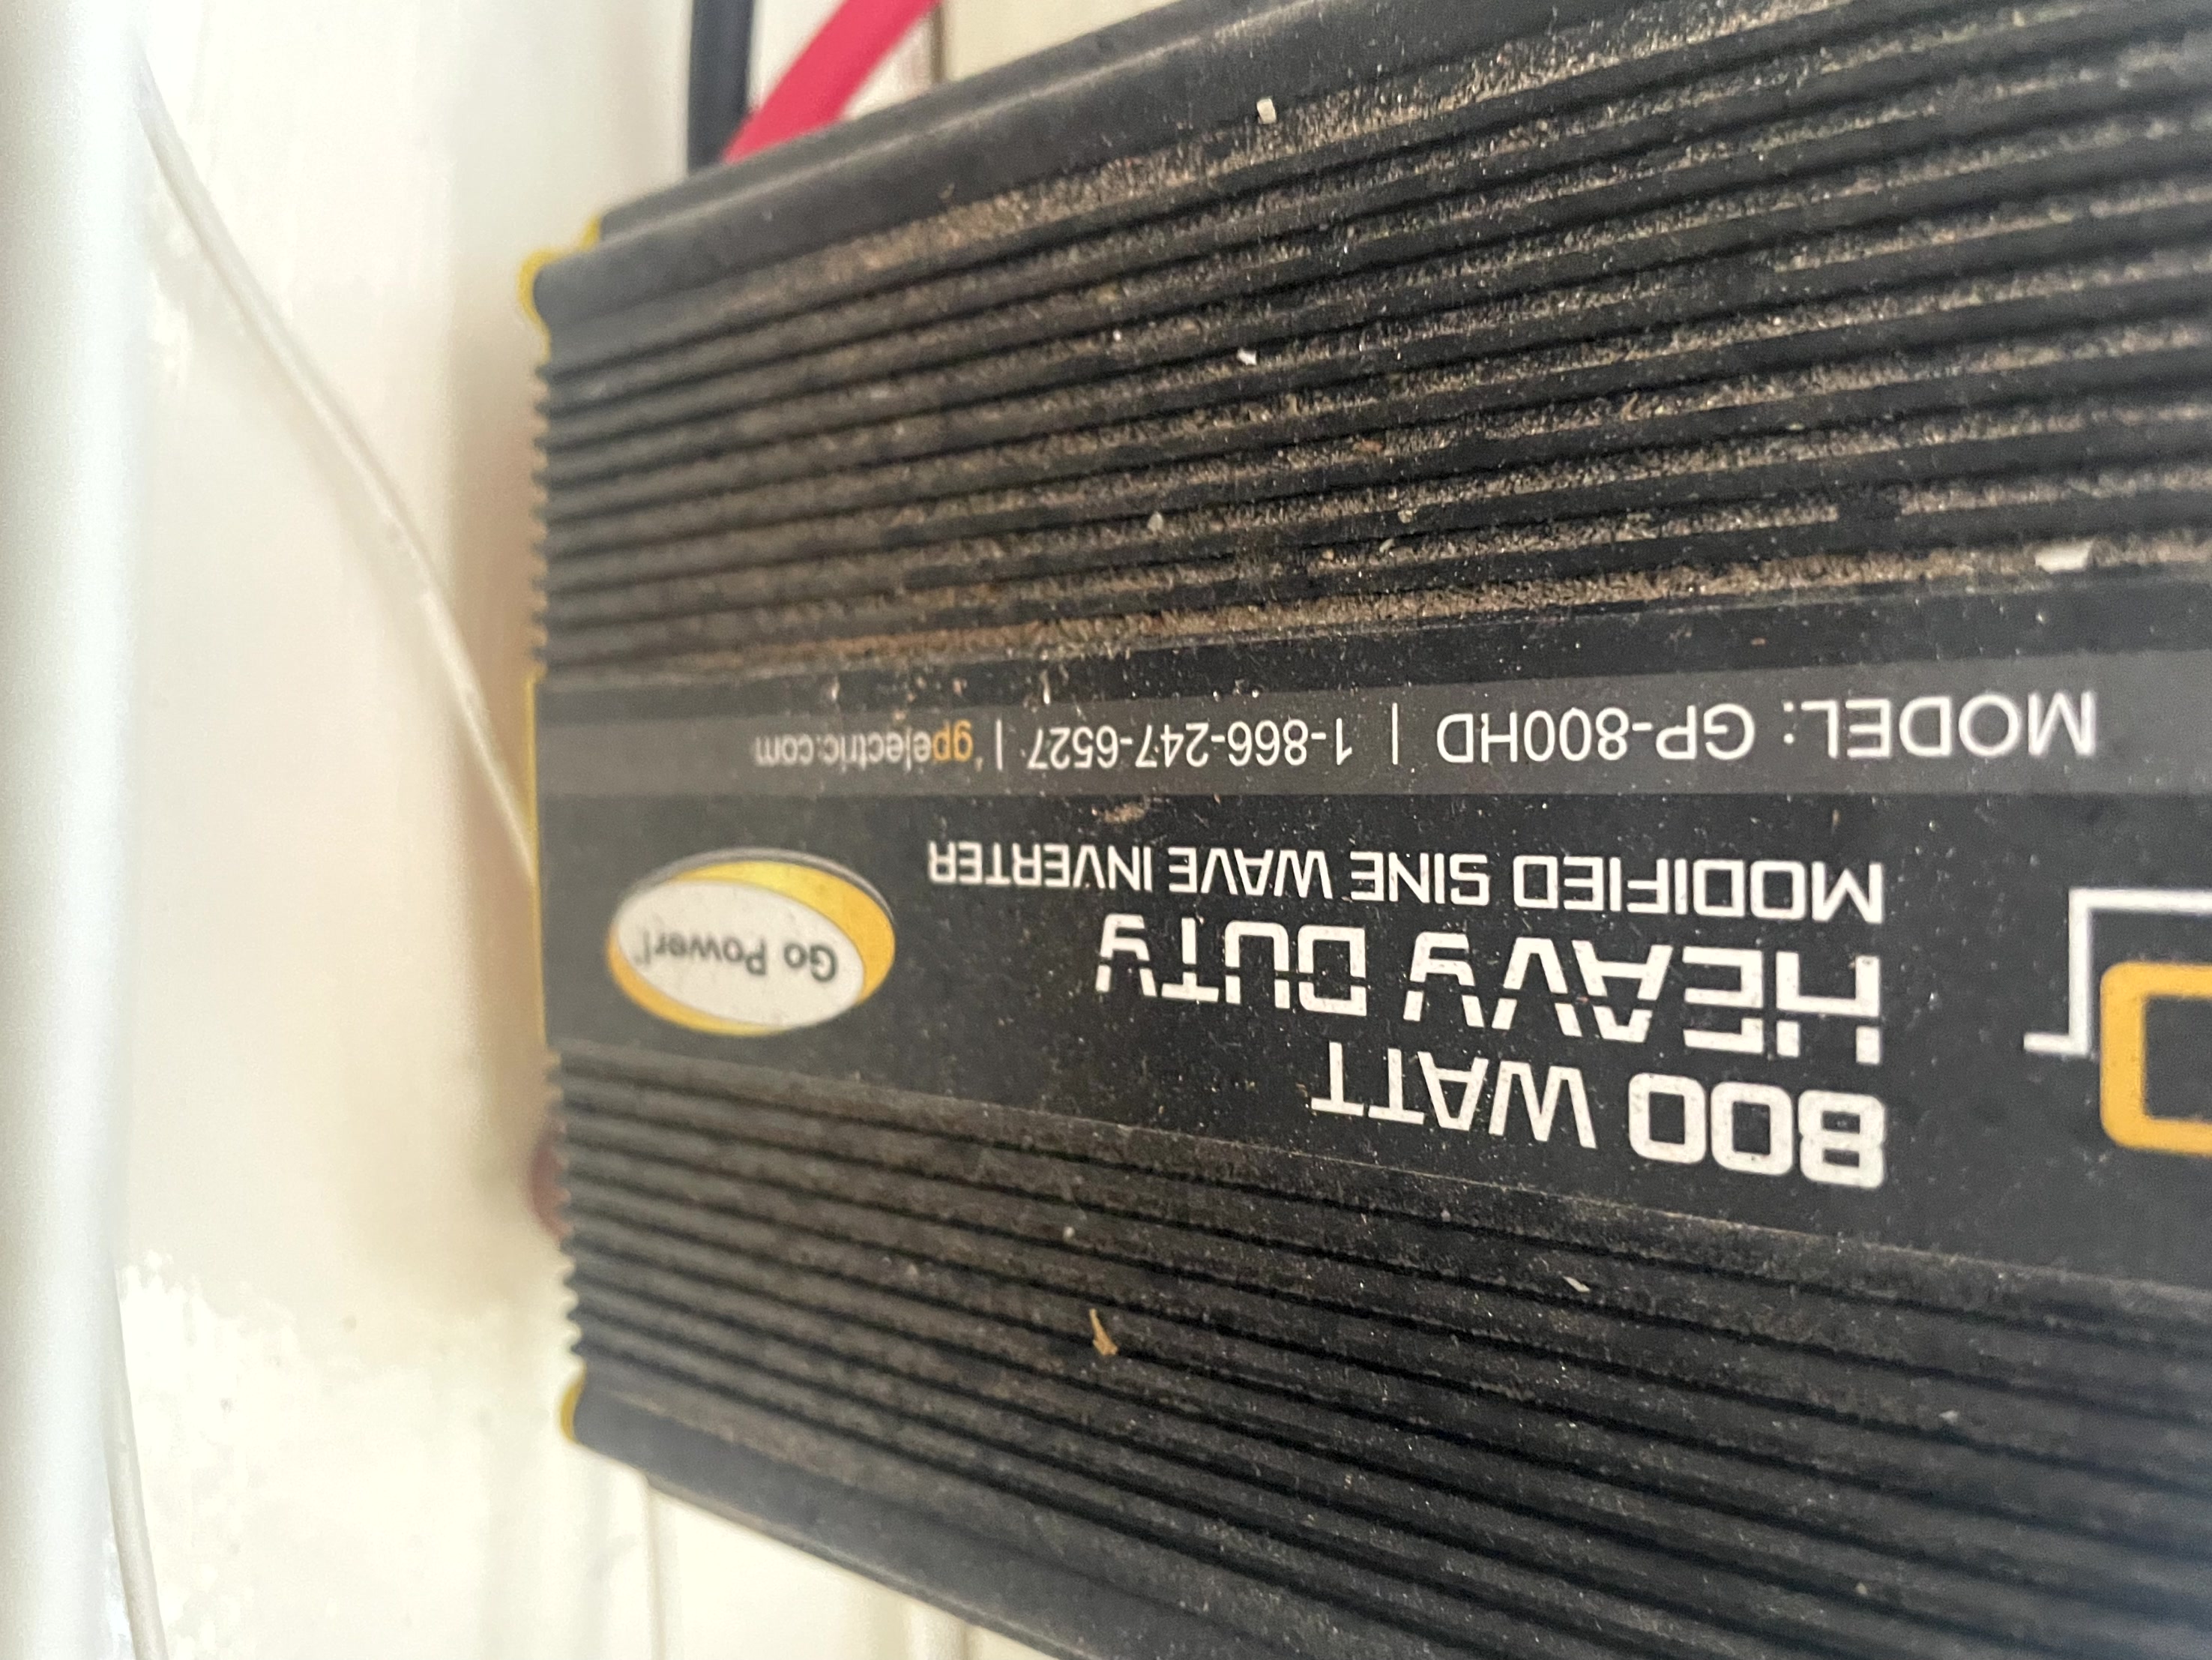 800 WATT
HEAVY DUTY
MODIFIED SINE WAVE INVERTER
Go Power!
MODEL: GP-800HD | 1-866-247-6527 | gpelectric.com